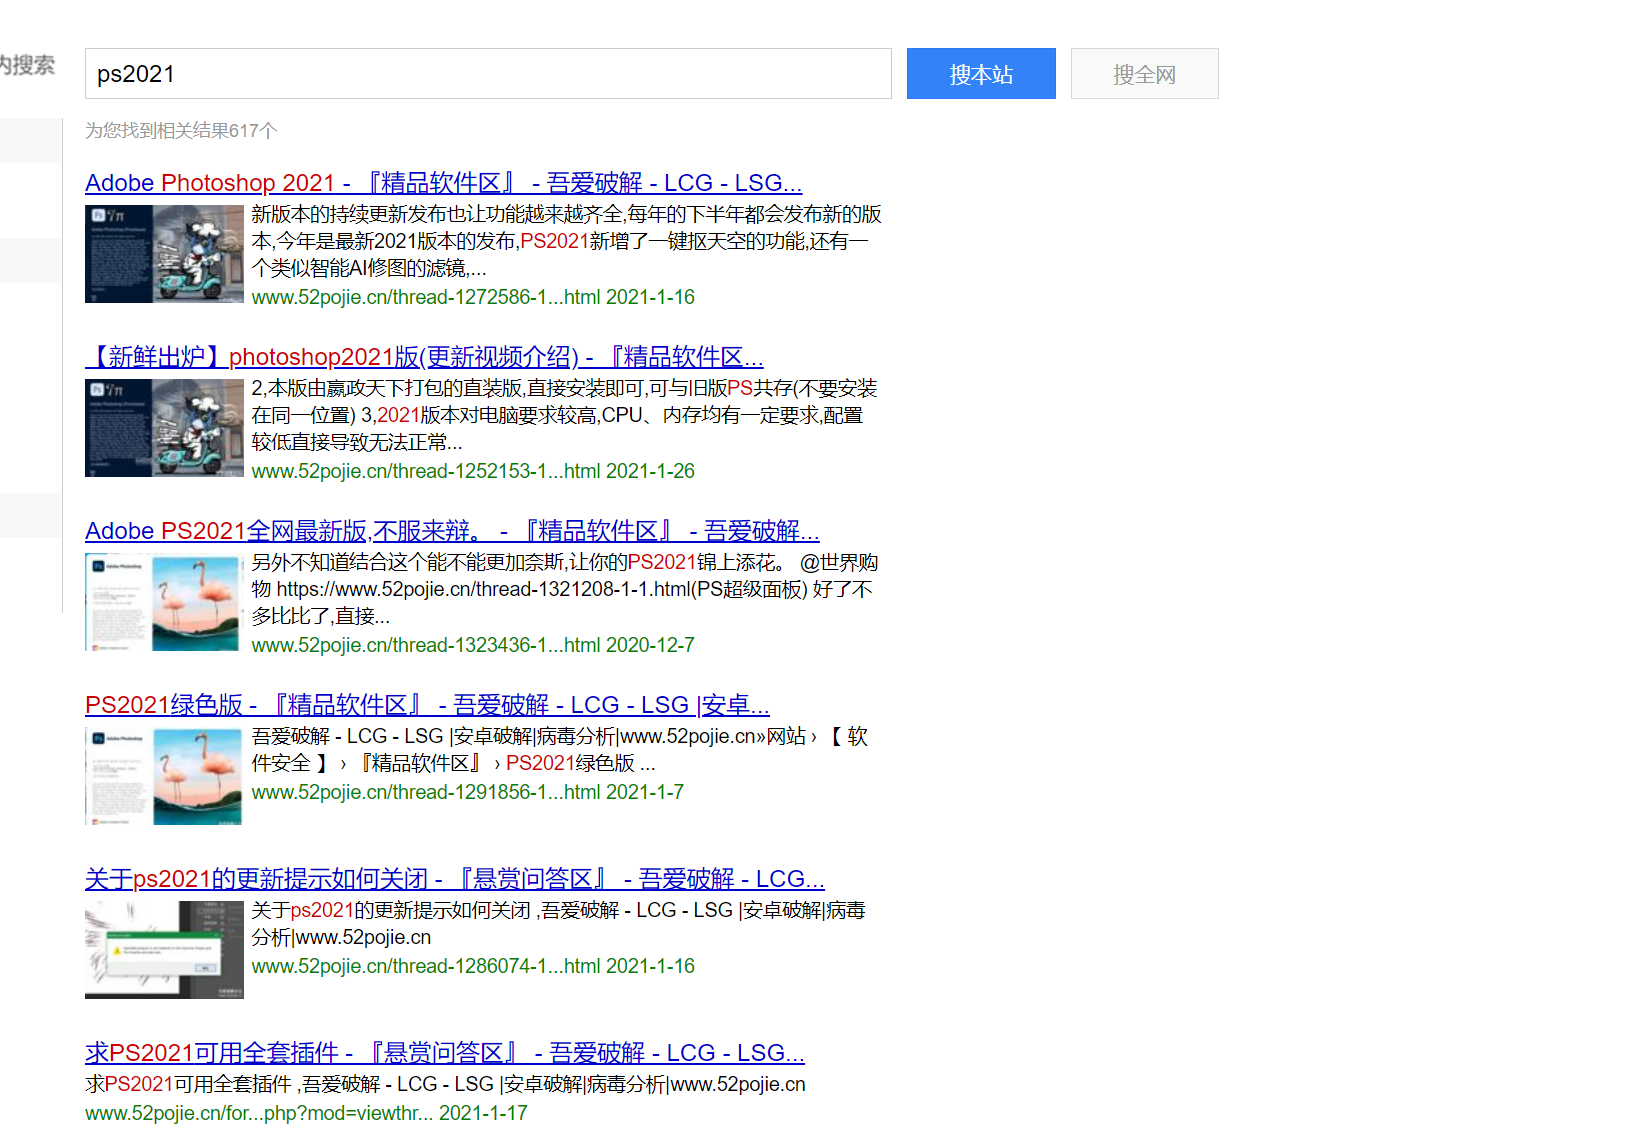 内搜索
ps2021
搜本站
搜全网
为您找到相关结果617个
Adobe Photoshop 2021 - 『精品软件区』 - 吾爱破解 - LCG - LSG...
新版本的持续更新发布也让功能越来越齐全,每年的下半年都会发布新的版
本,今年是最新2021版本的发布,PS2021新增了一键抠天空的功能,还有一
个类似智能AI修图的滤镜,...
www.52pojie.cn/thread-1272586-1...html 2021-1-16
【新鲜出炉】photoshop2021版(更新视频介绍) - 『精品软件区...
2,本版由嬴政天下打包的直装版,直接安装即可,可与旧版PS共存(不要安装
在同一位置) 3,2021版本对电脑要求较高,CPU、内存均有一定要求,配置
较低直接导致无法正常...
www.52pojie.cn/thread-1252153-1...html 2021-1-26
Adobe PS2021全网最新版,不服来辩。 - 『精品软件区』 - 吾爱破解...
Adobe Photoshop
另外不知道结合这个能不能更加奈斯,让你的PS2021锦上添花。 @世界购
物 https://www.52pojie.cn/thread-1321208-1-1.html(PS超级面板) 好了不
多比比了,直接...
www.52pojie.cn/thread-1323436-1...html 2020-12-7
PS2021绿色版 - 『精品软件区』 - 吾爱破解 - LCG - LSG |安卓...
Adobe Photoshop
吾爱破解 - LCG - LSG |安卓破解|病毒分析|www.52pojie.cn»网站 › 【 软
件安全 】 › 『精品软件区』 › PS2021绿色版 ...
www.52pojie.cn/thread-1291856-1...html 2021-1-7
关于ps2021的更新提示如何关闭 - 『悬赏问答区』 - 吾爱破解 - LCG...
关于ps2021的更新提示如何关闭 ,吾爱破解 - LCG - LSG |安卓破解|病毒
分析|www.52pojie.cn
www.52pojie.cn/thread-1286074-1...html 2021-1-16
求PS2021可用全套插件 - 『悬赏问答区』 - 吾爱破解 - LCG - LSG...
求PS2021可用全套插件 ,吾爱破解 - LCG - LSG |安卓破解|病毒分析|www.52pojie.cn
www.52pojie.cn/for...php?mod=viewthr... 2021-1-17